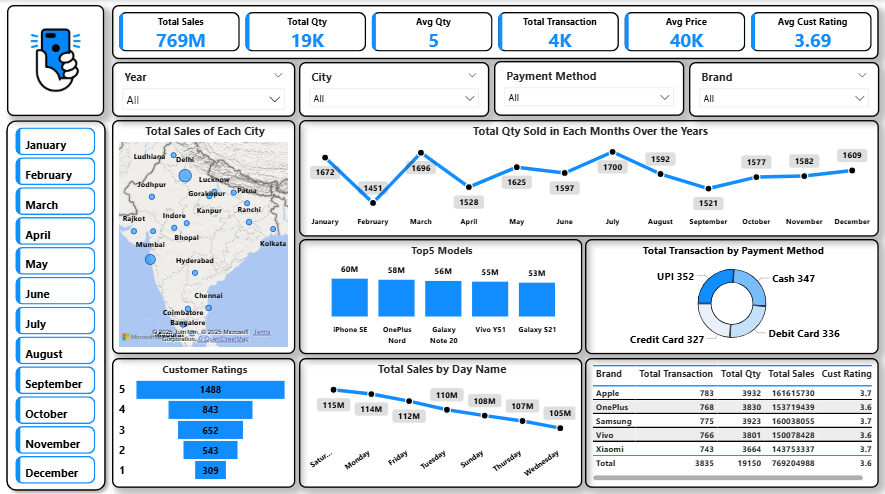 Total Sales
769M
Total Qty
19K
Avg Qty
5
Total Transaction
4K
Avg Price
40K
Avg Cust Rating
3.69
Year
All
City
All
Payment Method
All
Brand
All
January
February
March
April
May
June
July
August
September
October
November
December
Total Sales of Each City
Ludhiana
Delhi
Jodhpur
Lucknow
Gorakhpur
Patna
Kanpur
Ranchi
Rajkot
Indore
Bhopal
Kolkata
Mumbai
Hyderabad
Chennai
Coimbatore
Bangalore
© 2025 TomTom, © 2025 Microsoft Terms
Corporation, © OpenStreetMap
Total Qty Sold in Each Months Over the Years
1672
1451
1696
1528
1625
1597
1700
1592
1521
1577
1582
1609
January
February
March
April
May
June
July
August
September
October
November
December
Top5 Models
60M
58M
56M
55M
53M
iPhone SE
OnePlus
Nord
Galaxy
Note 20
Vivo Y51
Galaxy S21
Total Transaction by Payment Method
UPI 352
Cash 347
Credit Card 327
Debit Card 336
Customer Ratings
5 1488
4 843
3 652
2 543
1 309
Total Sales by Day Name
115M
114M
112M
110M
108M
107M
105M
Satur...
Monday
Friday
Tuesday
Sunday
Thursday
Wednesday
Brand Total Transaction Total Qty Total Sales Cust Rating
Apple 783 3932 161615730 3.7
OnePlus 768 3830 153719439 3.6
Samsung 775 3923 160038055 3.7
Vivo 766 3801 150078428 3.6
Xiaomi 743 3664 143753337 3.7
Total 3835 19150 769204988 3.6